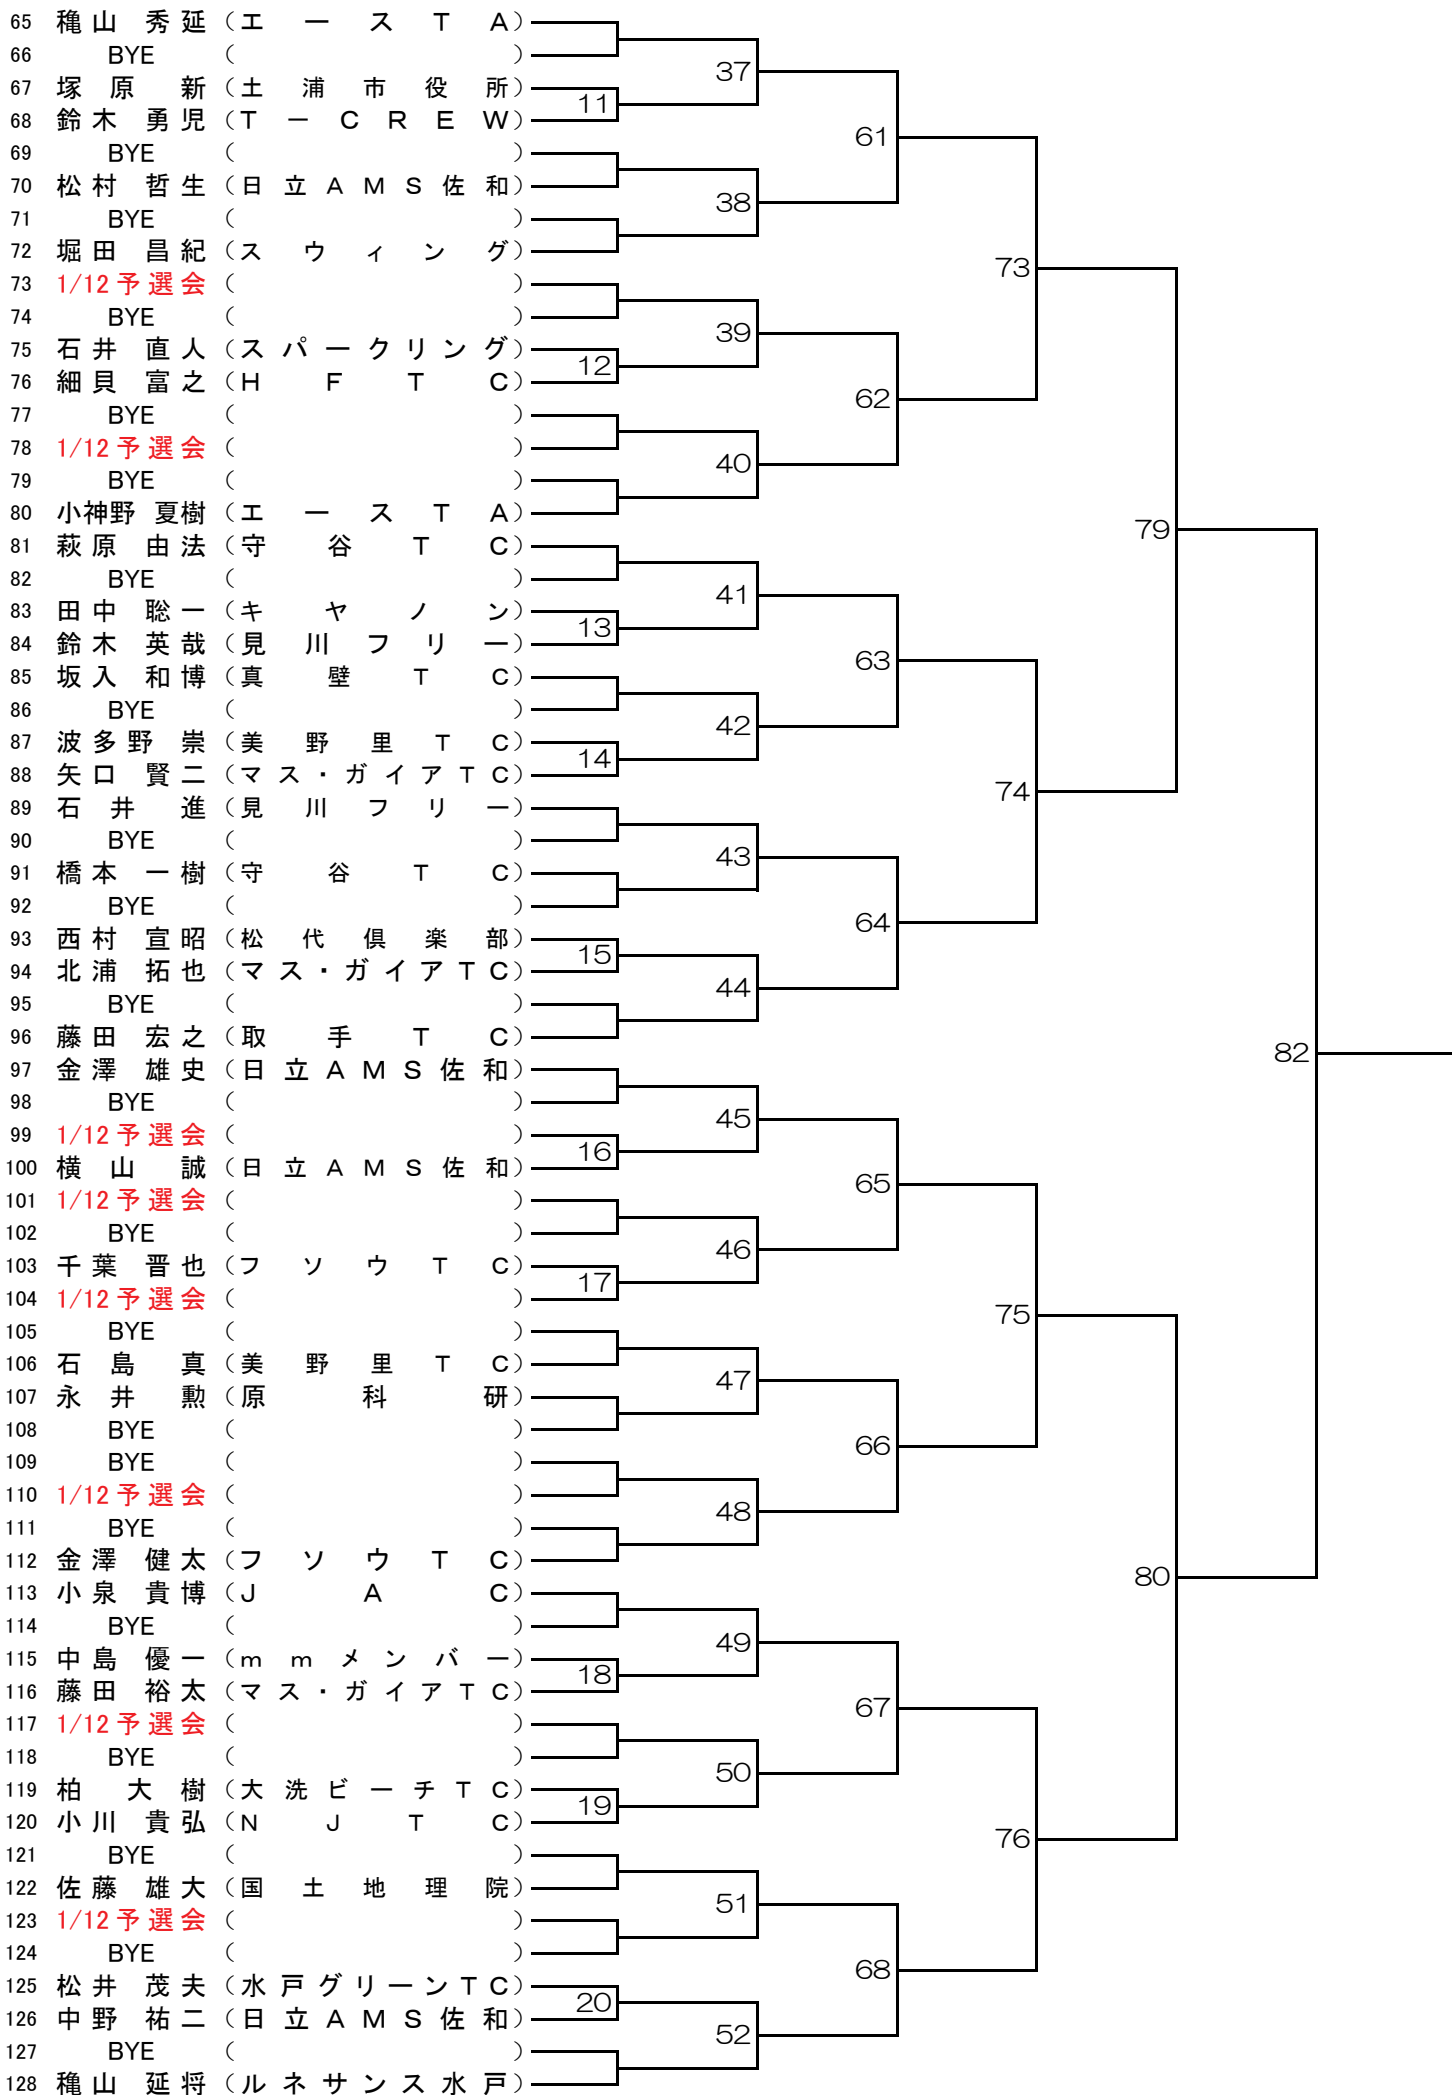 65 穐山 秀延 (エースTA)
66 BYE ( )
37
67 塚原 新 (土浦市役所)
11
68 鈴木 勇児 (T－CREW)
61
69 BYE ( )
70 松村 哲生 (日立AMS佐和)
38
71 BYE ( )
72 堀田 昌紀 (スウィング)
73
73 1/12予選会 ( )
74 BYE ( )
39
75 石井 直人 (スパークリング)
12
76 細貝 富之 (HFTC)
62
77 BYE ( )
78 1/12予選会 ( )
40
79 BYE ( )
80 小神野 夏樹 (エースTA)
79
81 萩原 由法 (守谷TC)
82 BYE ( )
41
83 田中 聡一 (キヤノン)
13
84 鈴木 英哉 (見川フリー)
63
85 坂入 和博 (真壁TC)
86 BYE ( )
42
87 波多野 崇 (美野里TC)
14
88 矢口 賢二 (マス・ガイアTC)
74
89 石井 進 (見川フリー)
90 BYE ( )
43
91 橋本 一樹 (守谷TC)
92 BYE ( )
64
93 西村 宣昭 (松代倶楽部)
15
94 北浦 拓也 (マス・ガイアTC)
44
95 BYE ( )
96 藤田 宏之 (取手TC)
82
97 金澤 雄史 (日立AMS佐和)
98 BYE ( )
45
99 1/12予選会 ( )
16
100 横山 誠 (日立AMS佐和)
65
101 1/12予選会 ( )
102 BYE ( )
46
103 千葉 晋也 (フソウTC)
17
104 1/12予選会 ( )
75
105 BYE ( )
106 石島 真 (美野里TC)
47
107 永井 勲 (原科研)
108 BYE ( )
66
109 BYE ( )
110 1/12予選会 ( )
48
111 BYE ( )
112 金澤 健太 (フソウTC)
80
113 小泉 貴博 (JAC)
114 BYE ( )
49
115 中島 優一 (mmメンバー)
18
116 藤田 裕太 (マス・ガイアTC)
67
117 1/12予選会 ( )
118 BYE ( )
50
119 柏 大樹 (大洗ビーチTC)
19
120 小川 貴弘 (NJTC)
76
121 BYE ( )
122 佐藤 雄大 (国土地理院)
51
123 1/12予選会 ( )
124 BYE ( )
68
125 松井 茂夫 (水戸グリーンTC)
20
126 中野 祐二 (日立AMS佐和)
52
127 BYE ( )
128 穐山 延将 (ルネサンス水戸)